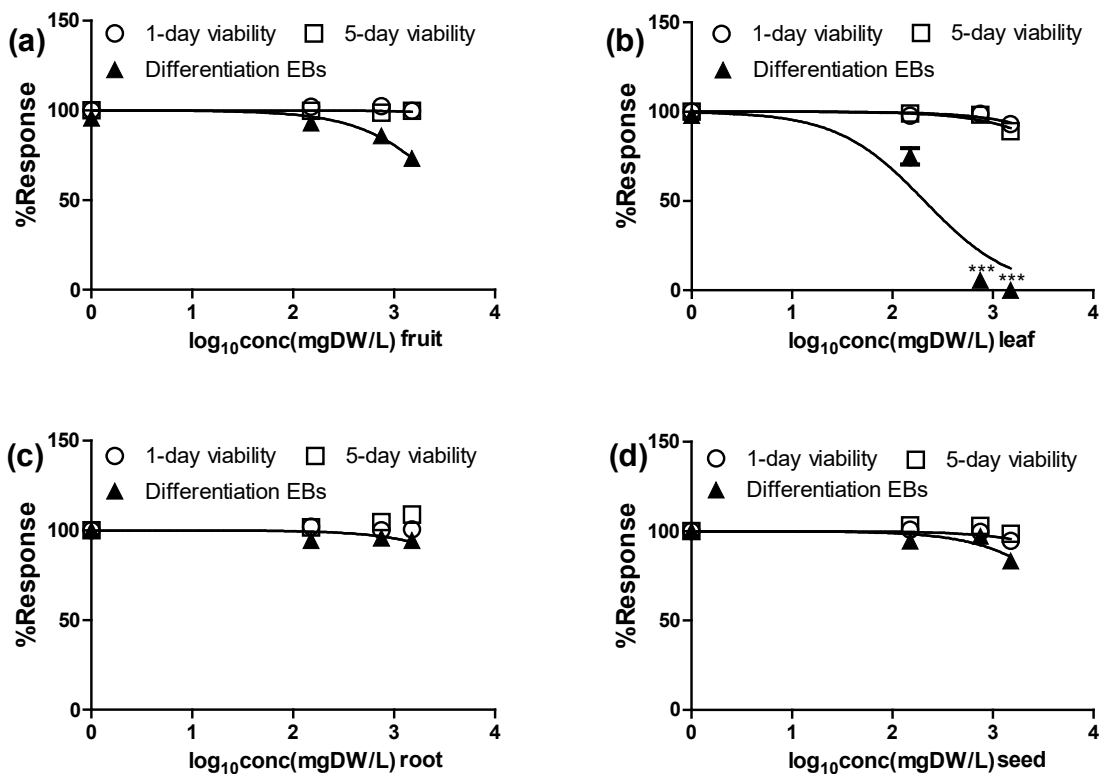 (a)
1-day viability
5-day viability
Differentiation EBs
%Response
150
100
50
0
0
1
2
3
4
log₁₀conc(mgDW/L) fruit
(b)
1-day viability
5-day viability
Differentiation EBs
%Response
150
100
50
0
***
***
0
1
2
3
4
log₁₀conc(mgDW/L) leaf
(c)
1-day viability
5-day viability
Differentiation EBs
%Response
150
100
50
0
0
1
2
3
4
log₁₀conc(mgDW/L) root
(d)
1-day viability
5-day viability
Differentiation EBs
%Response
150
100
50
0
0
1
2
3
4
log₁₀conc(mgDW/L) seed